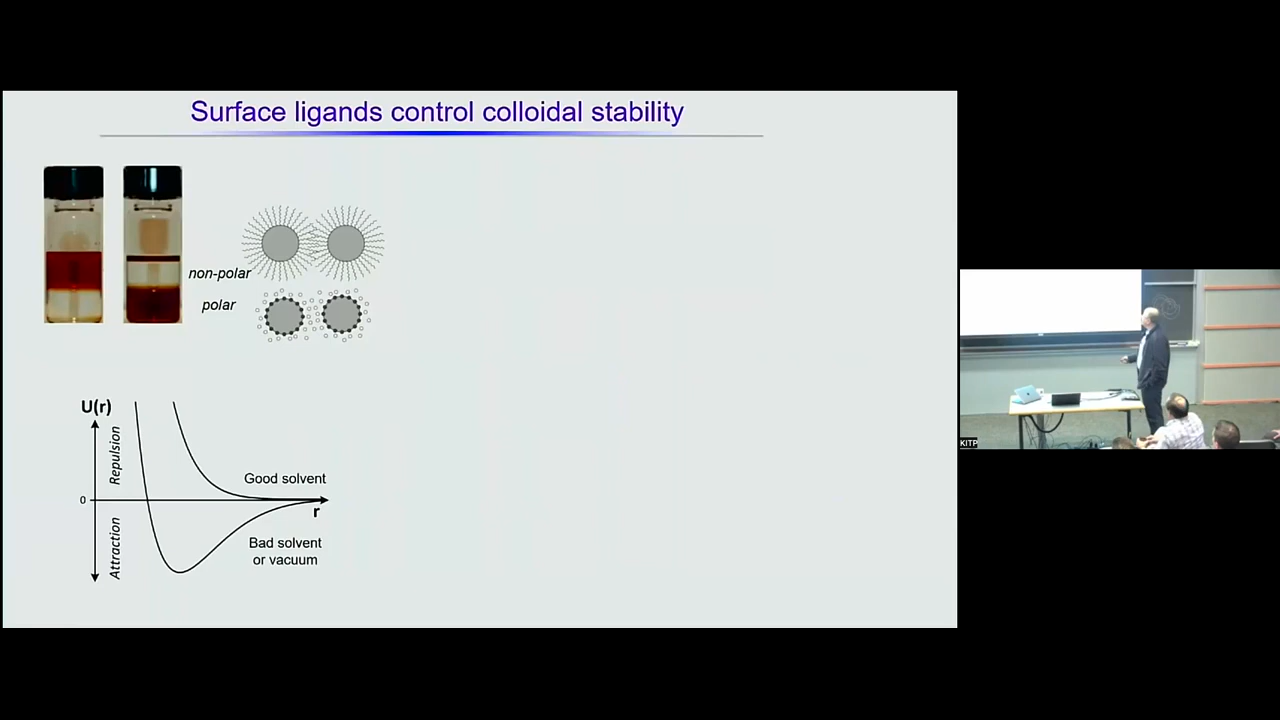 Surface ligands control colloidal stability
non-polar
polar
U(r)
Repulsion
Good solvent
0
r
Attraction
Bad solvent
or vacuum
KITP